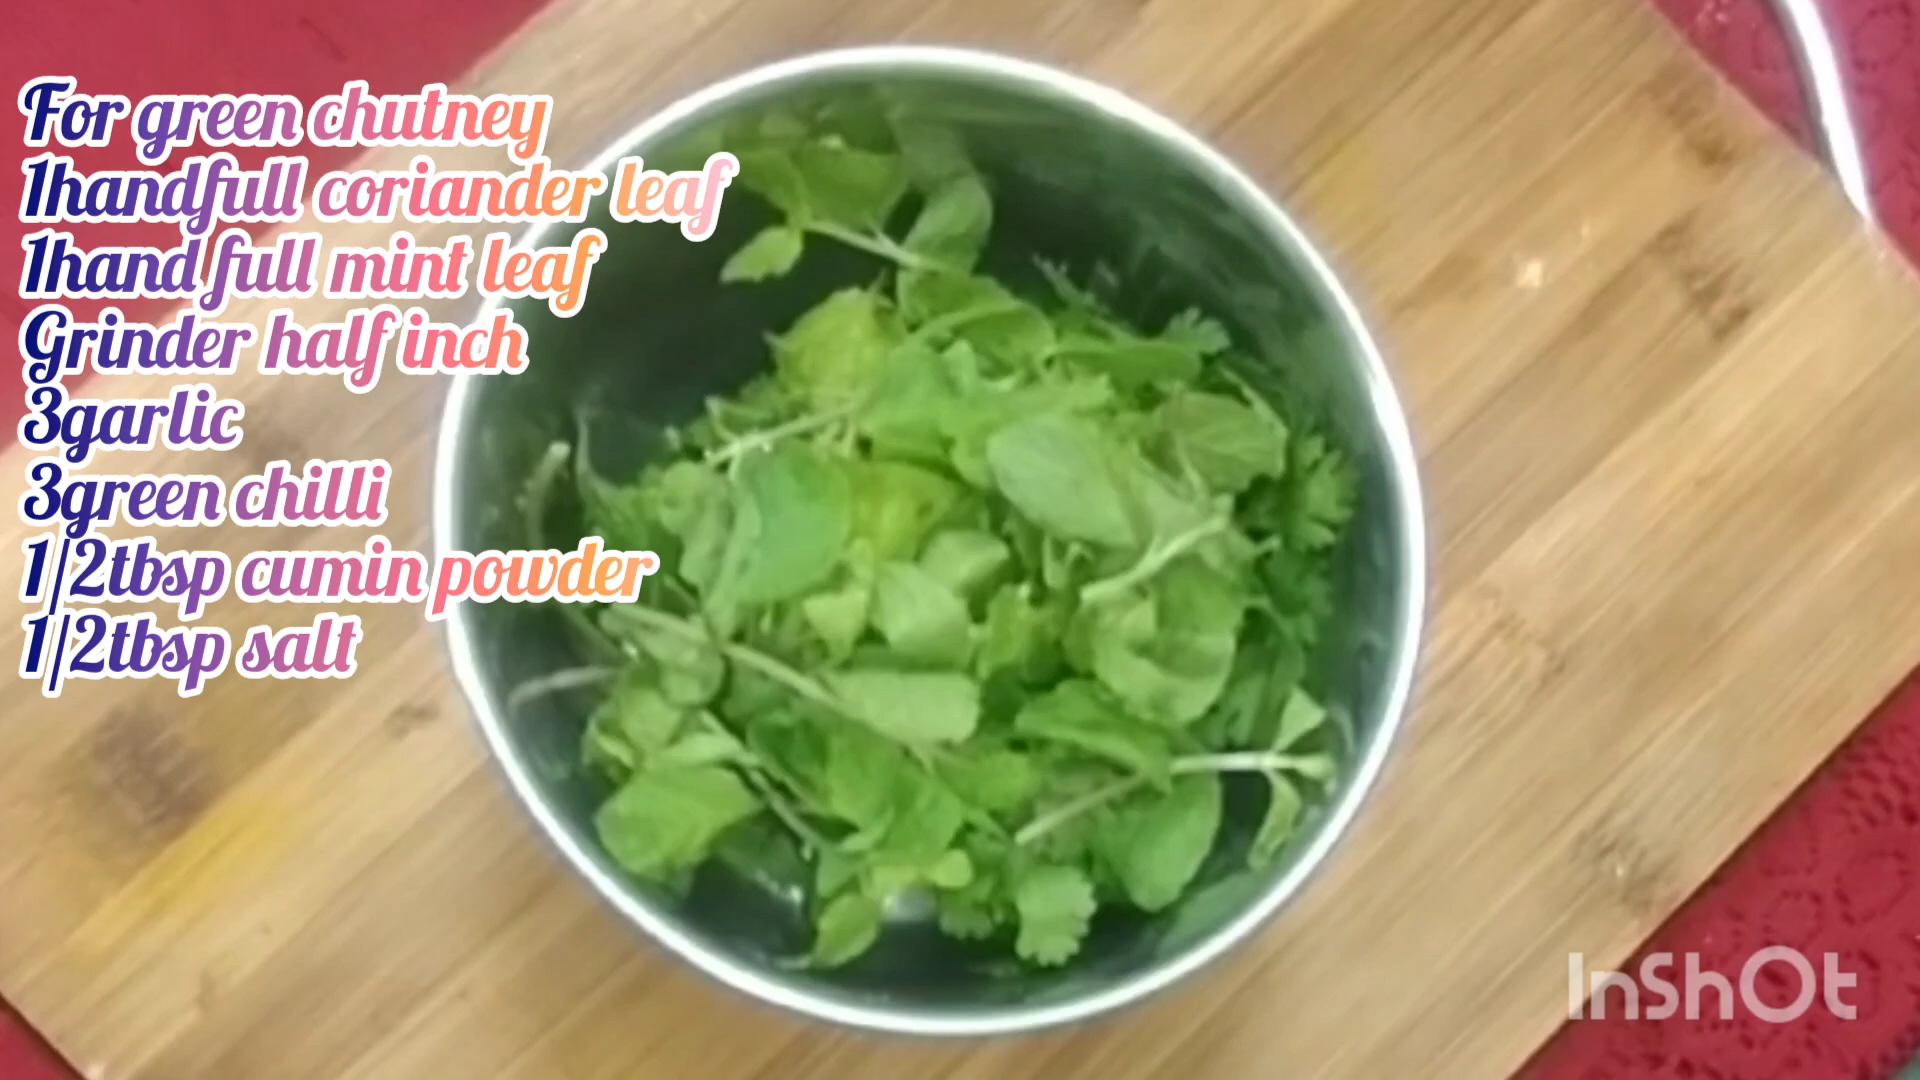 For green chutney
1handfull coriander leaf
1hand full mint leaf
Grinder half inch
3garlic
3green chilli
1/2tbsp cumin powder
1/2tbsp salt
InShOt